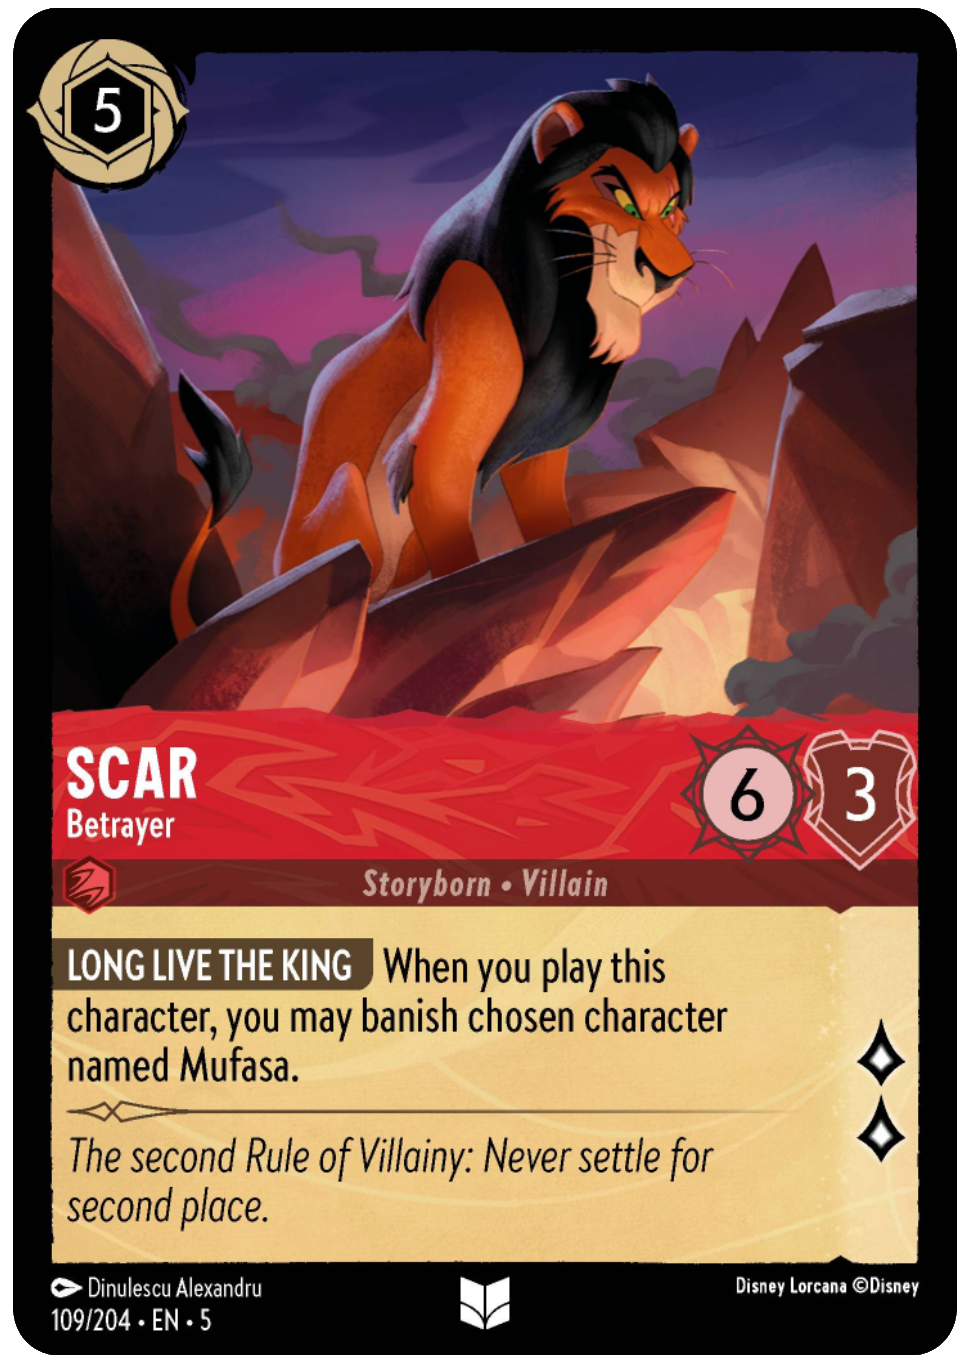 5
SCAR
Betrayer
6
3
Storyborn • Villain
LONG LIVE THE KING When you play this
character, you may banish chosen character
named Mufasa.
The second Rule of Villainy: Never settle for
second place.
Dinulescu Alexandru
Disney Lorcana ©Disney
109/204 • EN • 5